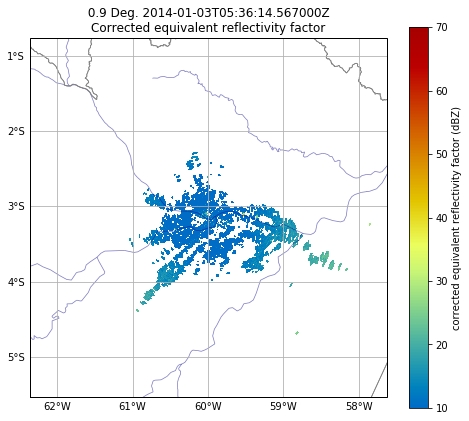 0.9 Deg. 2014-01-03T05:36:14.567000Z
Corrected equivalent reflectivity factor
1°S
2°S
3°S
4°S
5°S
62°W
61°W
60°W
59°W
58°W
70
60
50
40
30
20
10
corrected equivalent reflectivity factor (dBZ)